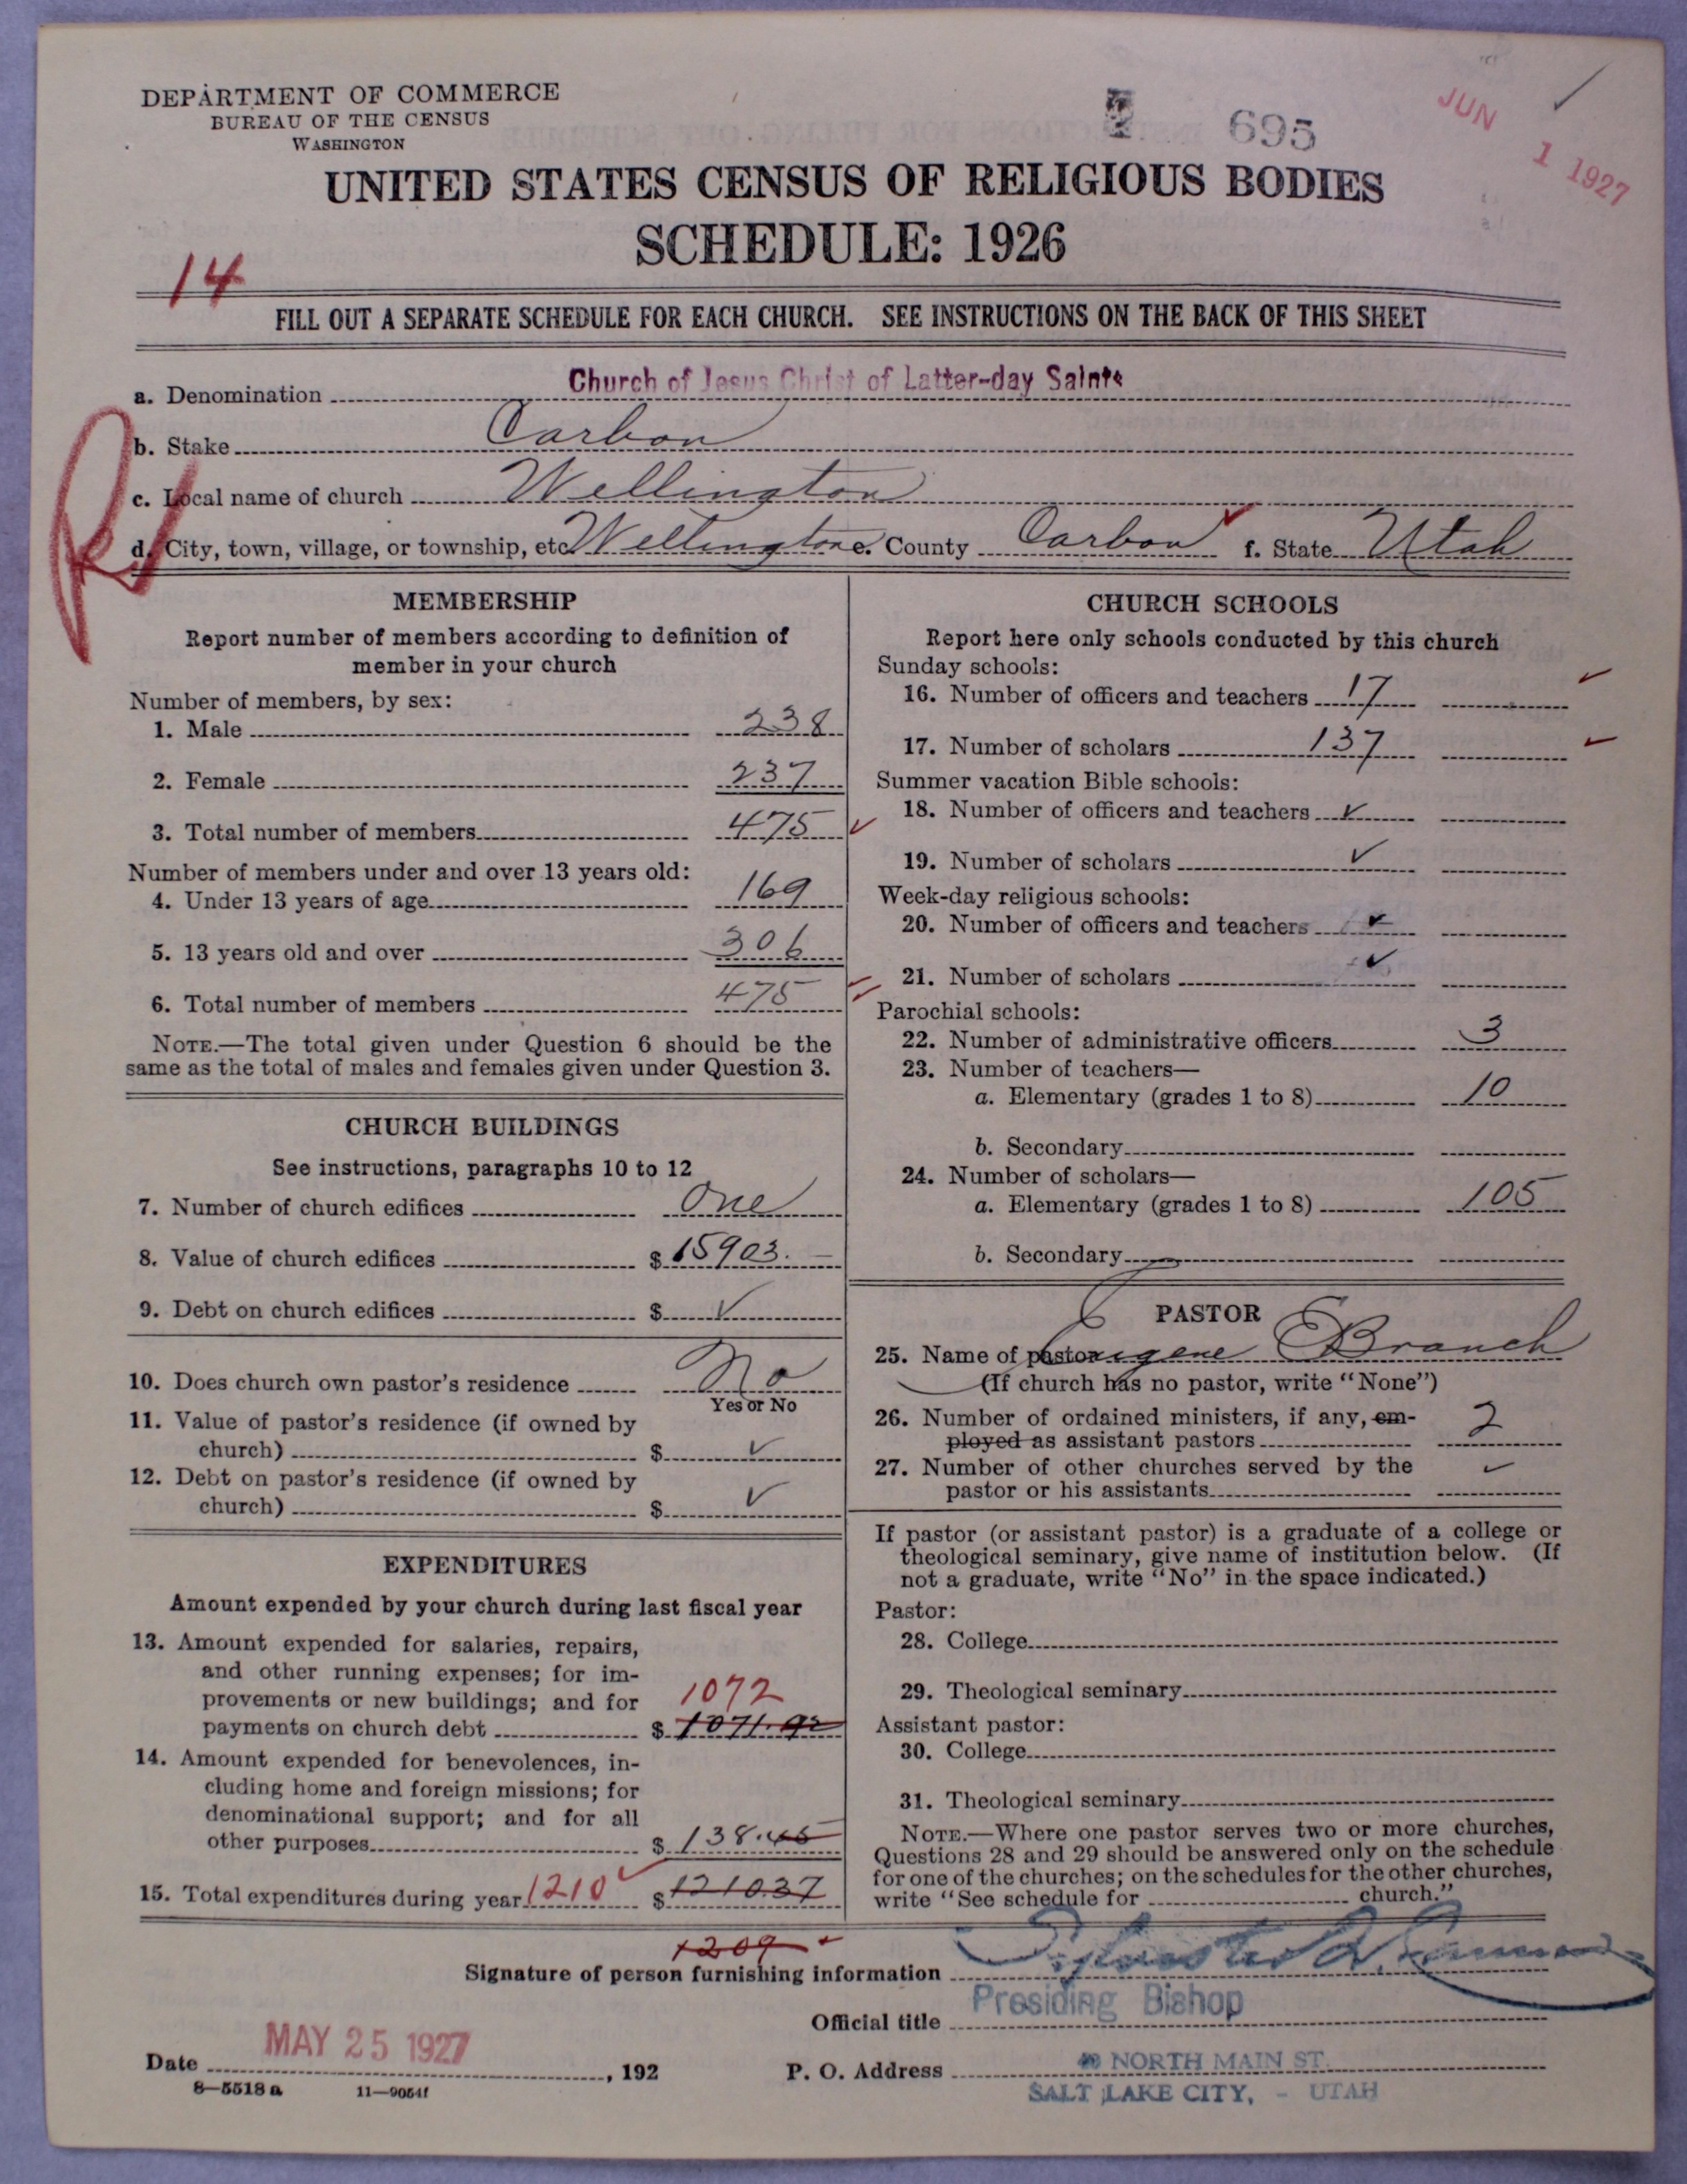 DEPARTMENT OF COMMERCE
BUREAU OF THE CENSUS
WASHINGTON
695
JUN 1 1927
UNITED STATES CENSUS OF RELIGIOUS BODIES
SCHEDULE: 1926
14
FILL OUT A SEPARATE SCHEDULE FOR EACH CHURCH. SEE INSTRUCTIONS ON THE BACK OF THIS SHEET
a. Denomination Church of Jesus Christ of Latter-day Saints
b. Stake Carbon
c. Local name of church Wellington
d. City, town, village, or township, etc. Wellington e. County Carbon f. State Utah
MEMBERSHIP
Report number of members according to definition of
member in your church
Number of members, by sex:
1. Male 238
2. Female 237
3. Total number of members 475
Number of members under and over 13 years old:
4. Under 13 years of age 169
5. 13 years old and over 306
6. Total number of members 475
NOTE.—The total given under Question 6 should be the
same as the total of males and females given under Question 3.
CHURCH BUILDINGS
See instructions, paragraphs 10 to 12
7. Number of church edifices One
8. Value of church edifices $ 15903.—
9. Debt on church edifices $ ✓
10. Does church own pastor's residence No
Yes or No
11. Value of pastor's residence (if owned by
church) $ ✓
12. Debt on pastor's residence (if owned by
church) $ ✓
EXPENDITURES
Amount expended by your church during last fiscal year
13. Amount expended for salaries, repairs,
and other running expenses; for im-
provements or new buildings; and for 1072
payments on church debt $ 1071.92
14. Amount expended for benevolences, in-
cluding home and foreign missions; for
denominational support; and for all
other purposes $ 138.45
15. Total expenditures during year 1210 $ 1210.37
1209
CHURCH SCHOOLS
Report here only schools conducted by this church
Sunday schools:
16. Number of officers and teachers 17 ✓
17. Number of scholars 137 ✓
Summer vacation Bible schools:
18. Number of officers and teachers ✓
19. Number of scholars ✓
Week-day religious schools:
20. Number of officers and teachers ✓
21. Number of scholars ✓
Parochial schools:
22. Number of administrative officers 3
23. Number of teachers—
a. Elementary (grades 1 to 8) 10
b. Secondary
24. Number of scholars—
a. Elementary (grades 1 to 8) 105
b. Secondary
PASTOR
25. Name of pastor Eugene E Branch
(If church has no pastor, write "None")
26. Number of ordained ministers, if any, em-
ployed as assistant pastors 2
27. Number of other churches served by the
pastor or his assistants ✓
If pastor (or assistant pastor) is a graduate of a college or
theological seminary, give name of institution below. (If
not a graduate, write "No" in the space indicated.)
Pastor:
28. College
29. Theological seminary
Assistant pastor:
30. College
31. Theological seminary
NOTE.—Where one pastor serves two or more churches,
Questions 28 and 29 should be answered only on the schedule
for one of the churches; on the schedules for the other churches,
write "See schedule for church."
Signature of person furnishing information Sylvester Q. Cannon
Official title Presiding Bishop
Date MAY 25 1927, 192
P. O. Address 40 NORTH MAIN ST.
SALT LAKE CITY, - UTAH
8—5518 a 11—9054f